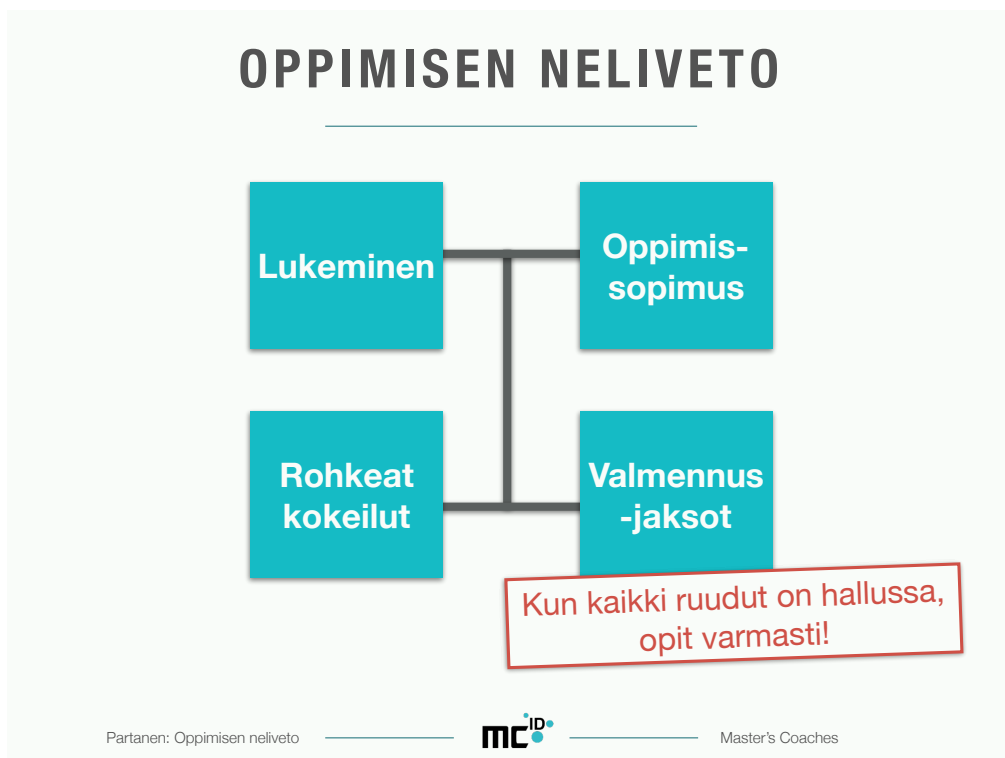 OPPIMISEN NELIVETO
Lukeminen
Oppimis-
sopimus
Rohkeat
kokeilut
Valmennus
-jaksot
Kun kaikki ruudut on hallussa,
opit varmasti!
Partanen: Oppimisen neliveto
mc ID
Master's Coaches